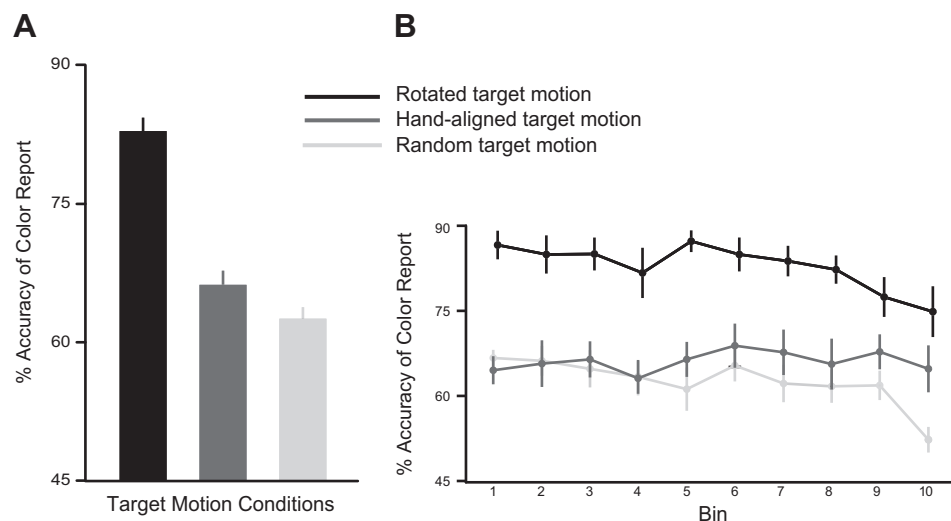 A
% Accuracy of Color Report
90
75
60
45
Target Motion Conditions
Rotated target motion
Hand-aligned target motion
Random target motion
B
% Accuracy of Color Report
90
75
60
45
1 2 3 4 5 6 7 8 9 10
Bin